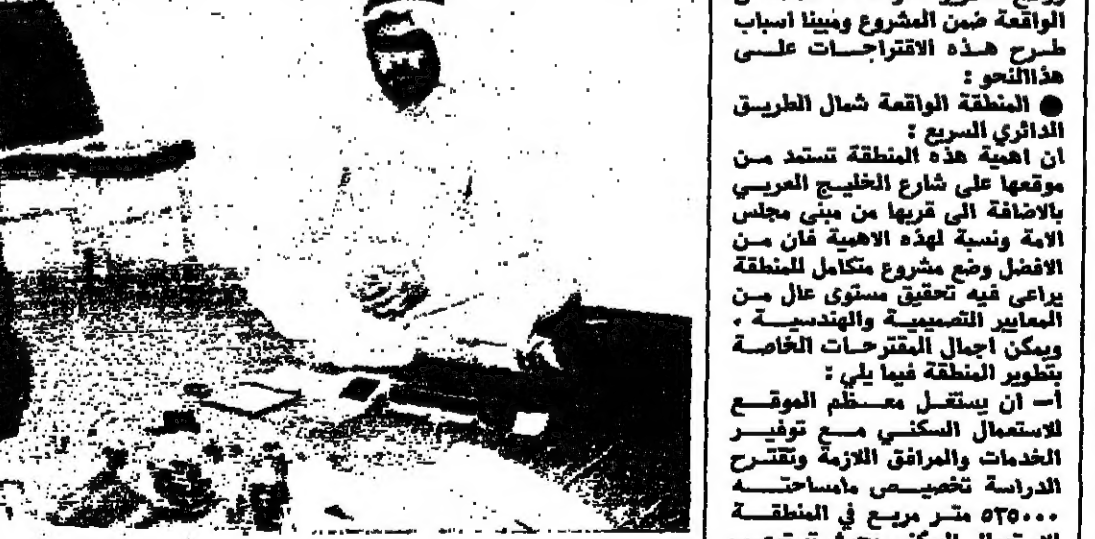 الواقعة ضمن المشروع ومبينا اسباب
طرح هذه الاقتراحات على
هذاالنحو :
● المنطقة الواقعة شمال الطريق
الدائري السريع :
ان اهمية هذه المنطقة تستمد من
موقعها على شارع الخليج العربي
بالاضافة الى قربها من مبنى مجلس
الامة ونسبة لهذه الاهمية فان من
الافضل وضع مشروع متكامل للمنطقة
يراعى فيه تحقيق مستوى عال من
المعايير التصميمية والهندسية .
ويمكن اجمال المقترحات الخاصة
بتطوير المنطقة فيما يلي :
أ– ان يستغل معظم الموقع
للاستعمال السكني مع توفير
الخدمات والمرافق اللازمة وتقترح
الدراسة تخصيص مامساحته
٥٢٥٠٠٠ متر مربع في المنطقة